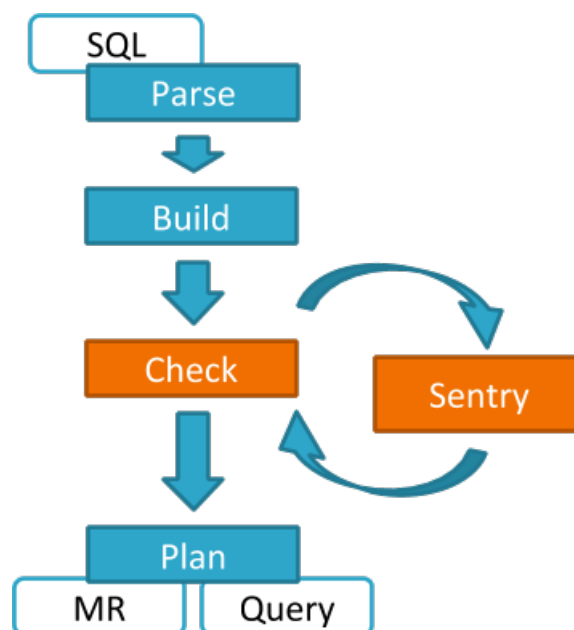 SQL
Parse
Build
Check
Sentry
Plan
MR
Query